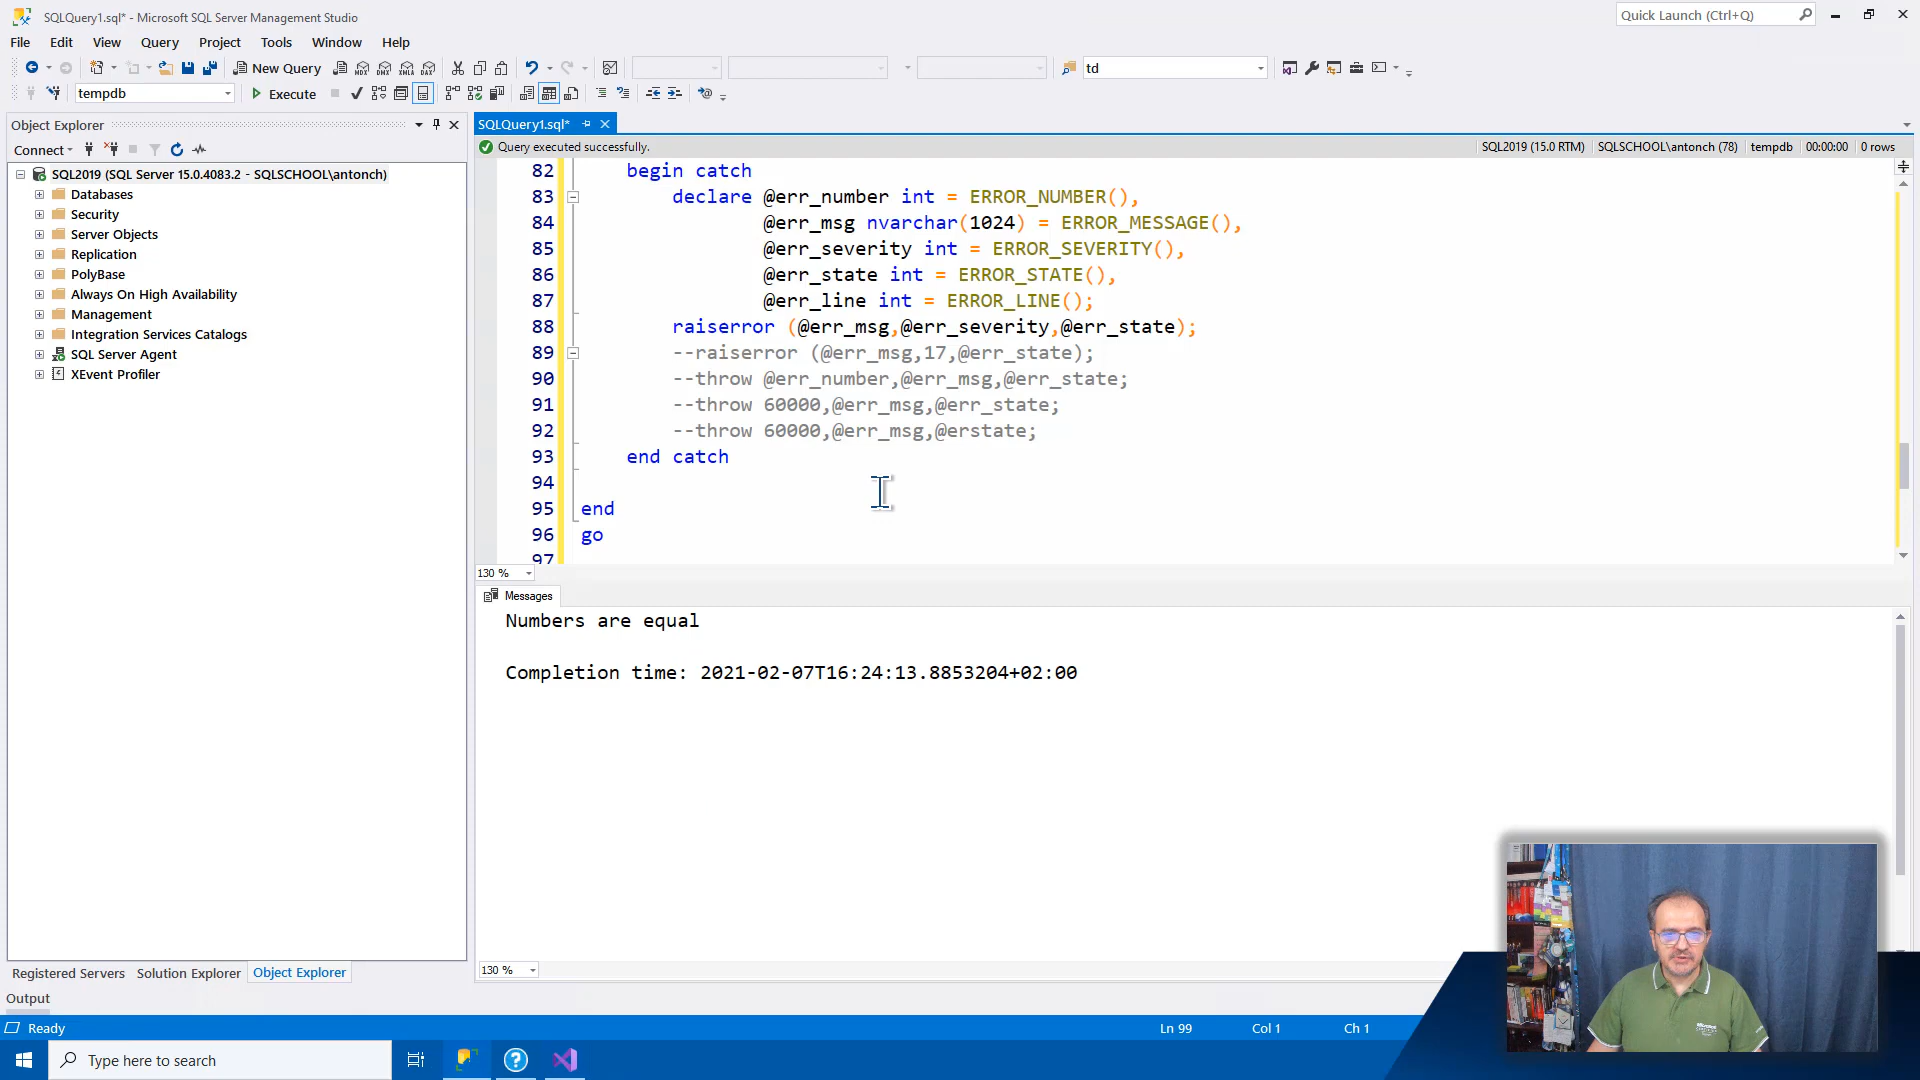 SQLQuery1.sql* - Microsoft SQL Server Management Studio
Quick Launch (Ctrl+Q)
File Edit View Query Project Tools Window Help
New Query
MDX DMX XMLA DAX
td
tempdb
Execute
Object Explorer
Connect
SQL2019 (SQL Server 15.0.4083.2 - SQLSCHOOL\antonch)
Databases
Security
Server Objects
Replication
PolyBase
Always On High Availability
Management
Integration Services Catalogs
SQL Server Agent
XEvent Profiler
SQLQuery1.sql*
Query executed successfully.
SQL2019 (15.0 RTM) SQLSCHOOL\antonch (78) tempdb 00:00:00 0 rows
82 begin catch
83 declare @err_number int = ERROR_NUMBER(),
84 @err_msg nvarchar(1024) = ERROR_MESSAGE(),
85 @err_severity int = ERROR_SEVERITY(),
86 @err_state int = ERROR_STATE(),
87 @err_line int = ERROR_LINE();
88 raiserror (@err_msg,@err_severity,@err_state);
89 --raiserror (@err_msg,17,@err_state);
90 --throw @err_number,@err_msg,@err_state;
91 --throw 60000,@err_msg,@err_state;
92 --throw 60000,@err_msg,@erstate;
93 end catch
94
95 end
96 go
97
130 %
Messages
Numbers are equal
Completion time: 2021-02-07T16:24:13.8853204+02:00
130 %
Registered Servers Solution Explorer Object Explorer
Output
Ready
Ln 99 Col 1 Ch 1
Type here to search